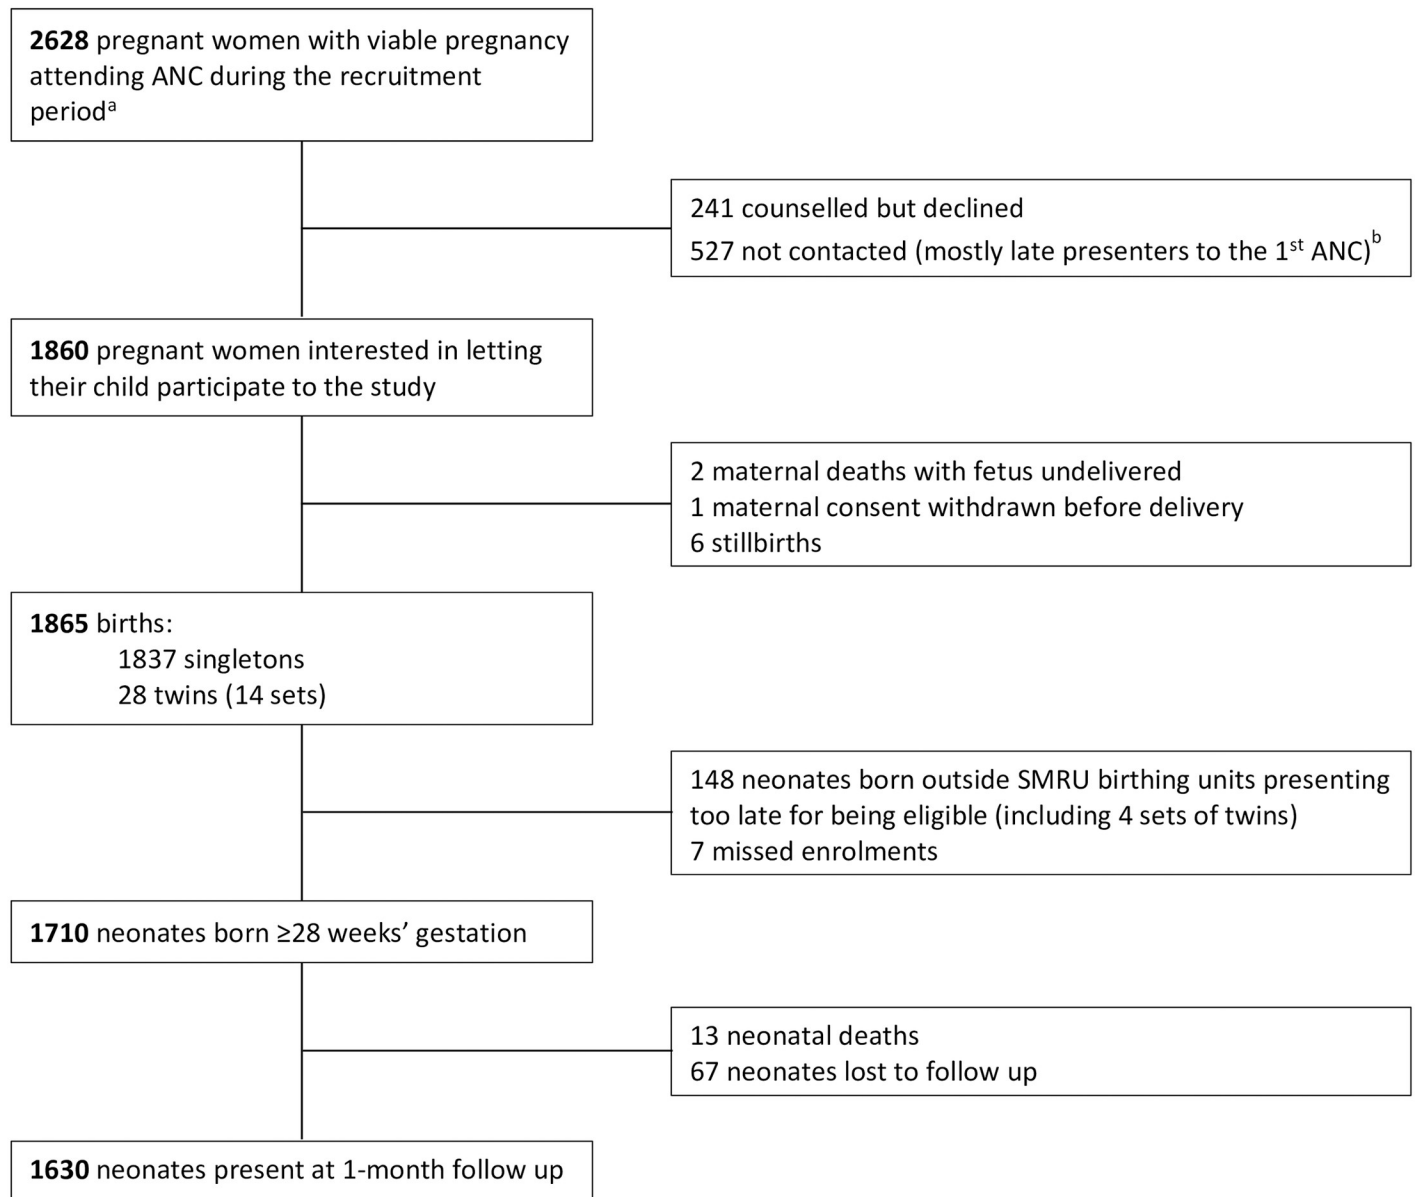 2628 pregnant women with viable pregnancy
attending ANC during the recruitment
periodᵃ
241 counselled but declined
527 not contacted (mostly late presenters to the 1ˢᵗ ANC)ᵇ
1860 pregnant women interested in letting
their child participate to the study
2 maternal deaths with fetus undelivered
1 maternal consent withdrawn before delivery
6 stillbirths
1865 births:
1837 singletons
28 twins (14 sets)
148 neonates born outside SMRU birthing units presenting
too late for being eligible (including 4 sets of twins)
7 missed enrolments
1710 neonates born ≥28 weeks’ gestation
13 neonatal deaths
67 neonates lost to follow up
1630 neonates present at 1-month follow up